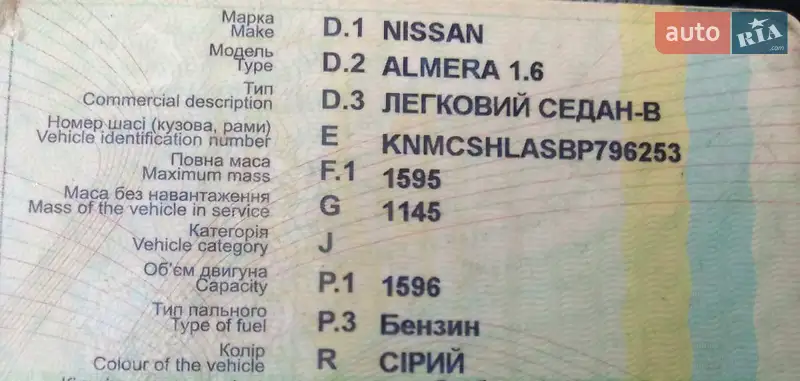 Марка
Make D.1 NISSAN
Модель
Type D.2 ALMERA 1.6
Тип
Commercial description D.3 ЛЕГКОВИЙ СЕДАН-В
Номер шасі (кузова, рами)
Vehicle identification number E KNMCSHLASBP796253
Повна маса
Maximum mass F.1 1595
Маса без навантаження
Mass of the vehicle in service G 1145
Категорія
Vehicle category J
Об'єм двигуна
Capacity P.1 1596
Тип пального
Type of fuel P.3 Бензин
Колір
Colour of the vehicle R СІРИЙ
auto RIA .com